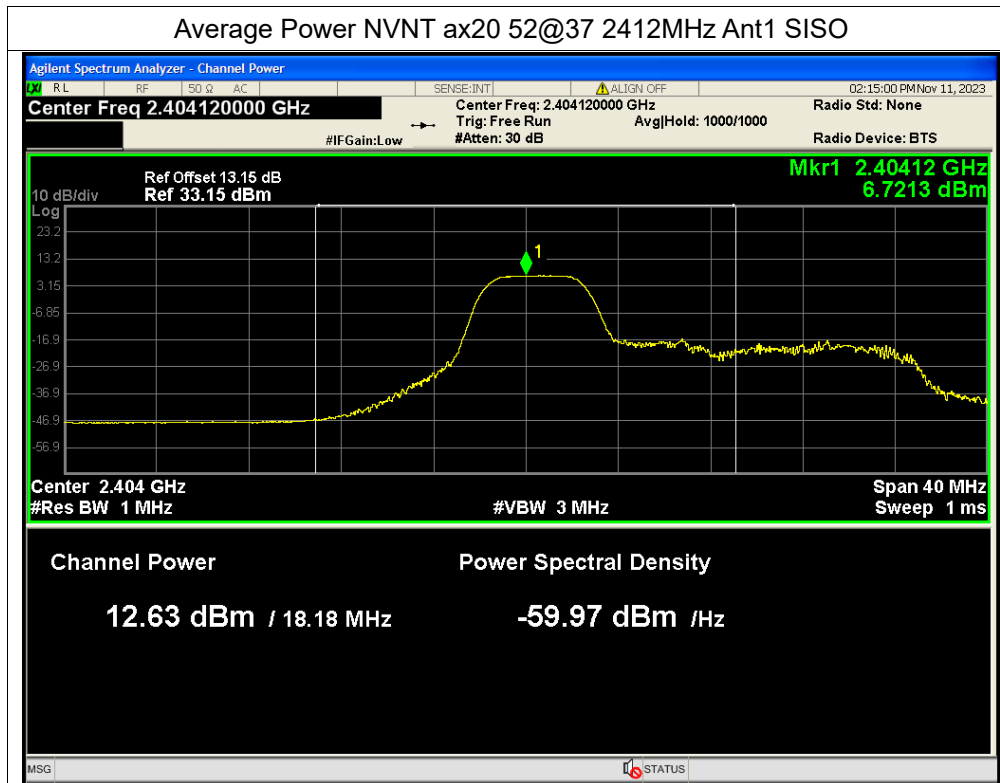 Average Power NVNT ax20 52@37 2412MHz Ant1 SISO
Agilent Spectrum Analyzer - Channel Power
LXI RL RF 50 Ω AC SENSE:INT ALIGN OFF 02:15:00 PM Nov 11, 2023
Center Freq 2.404120000 GHz Center Freq: 2.404120000 GHz Radio Std: None
Trig: Free Run Avg|Hold: 1000/1000
#IFGain:Low #Atten: 30 dB Radio Device: BTS
Mkr1 2.40412 GHz
6.7213 dBm
Ref Offset 13.15 dB
10 dB/div Ref 33.15 dBm
Log
23.2
1
13.2
3.15
-6.85
-16.9
-26.9
-36.9
-46.9
-56.9
Center 2.404 GHz Span 40 MHz
#Res BW 1 MHz #VBW 3 MHz Sweep 1 ms
Channel Power Power Spectral Density
12.63 dBm / 18.18 MHz -59.97 dBm /Hz
MSG STATUS